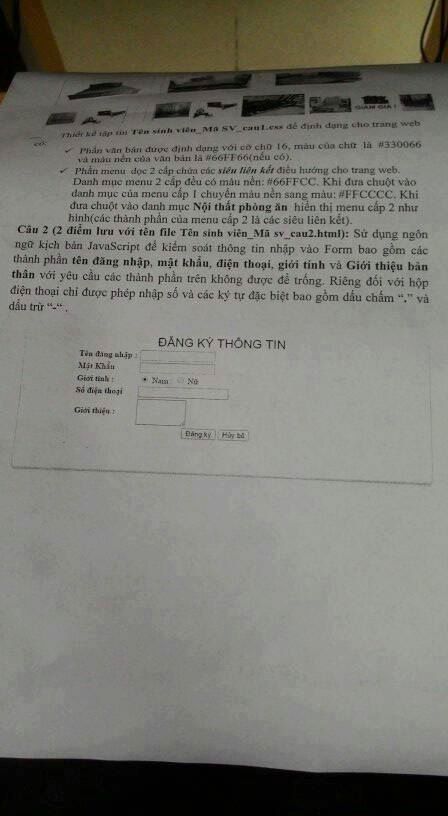 GIẢM GIÁ !
Thiết kế tập tin Tên sinh viên_Mã SV_cau1.css để định dạng cho trang web
có:
✓ Phần văn bản được định dạng với cỡ chữ 16, màu của chữ là #330066
và màu nền của văn bản là #66FF66(nếu có).
✓ Phần menu dọc 2 cấp chứa các siêu liên kết điều hướng cho trang web.
Danh mục menu 2 cấp đều có màu nền: #66FFCC. Khi đưa chuột vào
danh mục của menu cấp 1 chuyển màu nền sang màu: #FFCCCC. Khi
đưa chuột vào danh mục Nội thất phòng ăn hiển thị menu cấp 2 như
hình(các thành phần của menu cấp 2 là các siêu liên kết).
Câu 2 (2 điểm lưu với tên file Tên sinh viên_Mã sv_cau2.html): Sử dụng ngôn
ngữ kịch bản JavaScript để kiểm soát thông tin nhập vào Form bao gồm các
thành phần tên đăng nhập, mật khẩu, điện thoại, giới tính và Giới thiệu bản
thân với yêu cầu các thành phần trên không được để trống. Riêng đối với hộp
điện thoại chỉ được phép nhập số và các ký tự đặc biệt bao gồm dấu chấm “.” và
dấu trừ “-“ .
ĐĂNG KÝ THÔNG TIN
Tên đăng nhập :
Mật Khẩu
Giới tính : Nam Nữ
Số điện thoại
Giới thiệu :
Đăng ký Hủy bỏ